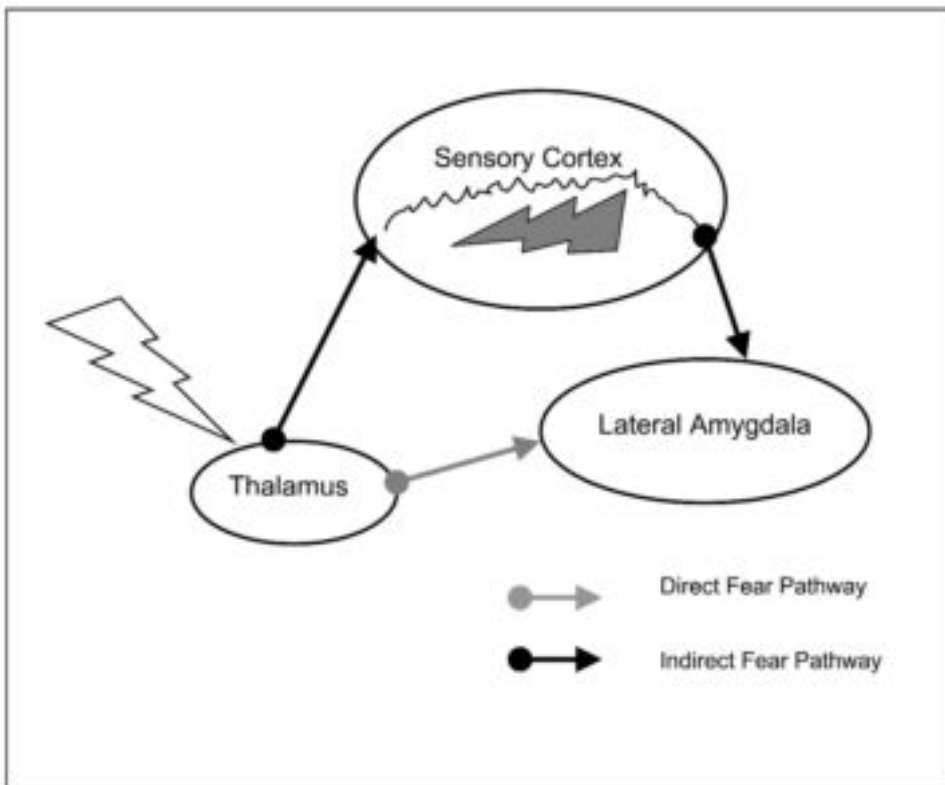 Sensory Cortex
Lateral Amygdala
Thalamus
Direct Fear Pathway
Indirect Fear Pathway